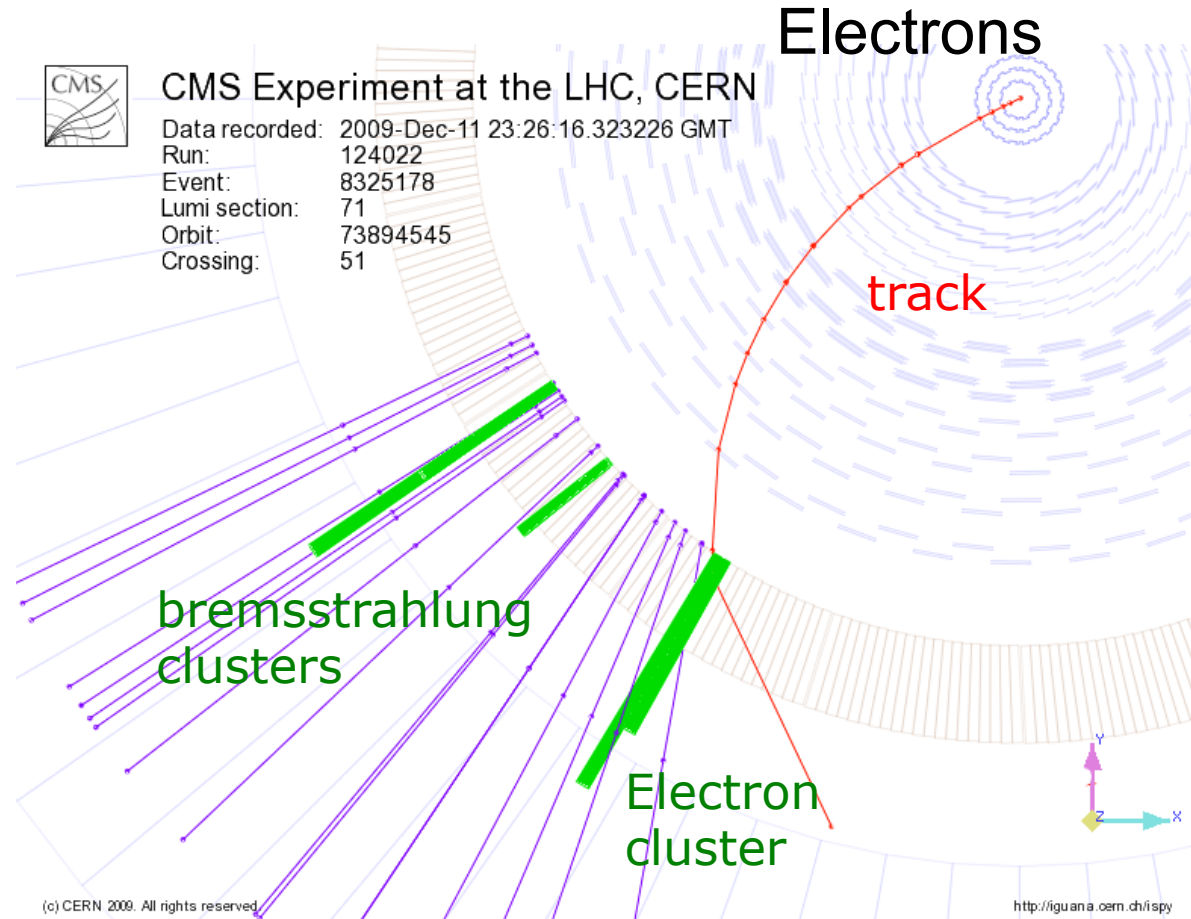 Electrons
CMS
CMS Experiment at the LHC, CERN
Data recorded: 2009-Dec-11 23:26:16.323226 GMT
Run: 124022
Event: 8325178
Lumi section: 71
Orbit: 73894545
Crossing: 51
track
bremsstrahlung
clusters
Electron
cluster
Y
Z
X
(c) CERN 2009. All rights reserved.
http://iguana.cern.ch/ispy